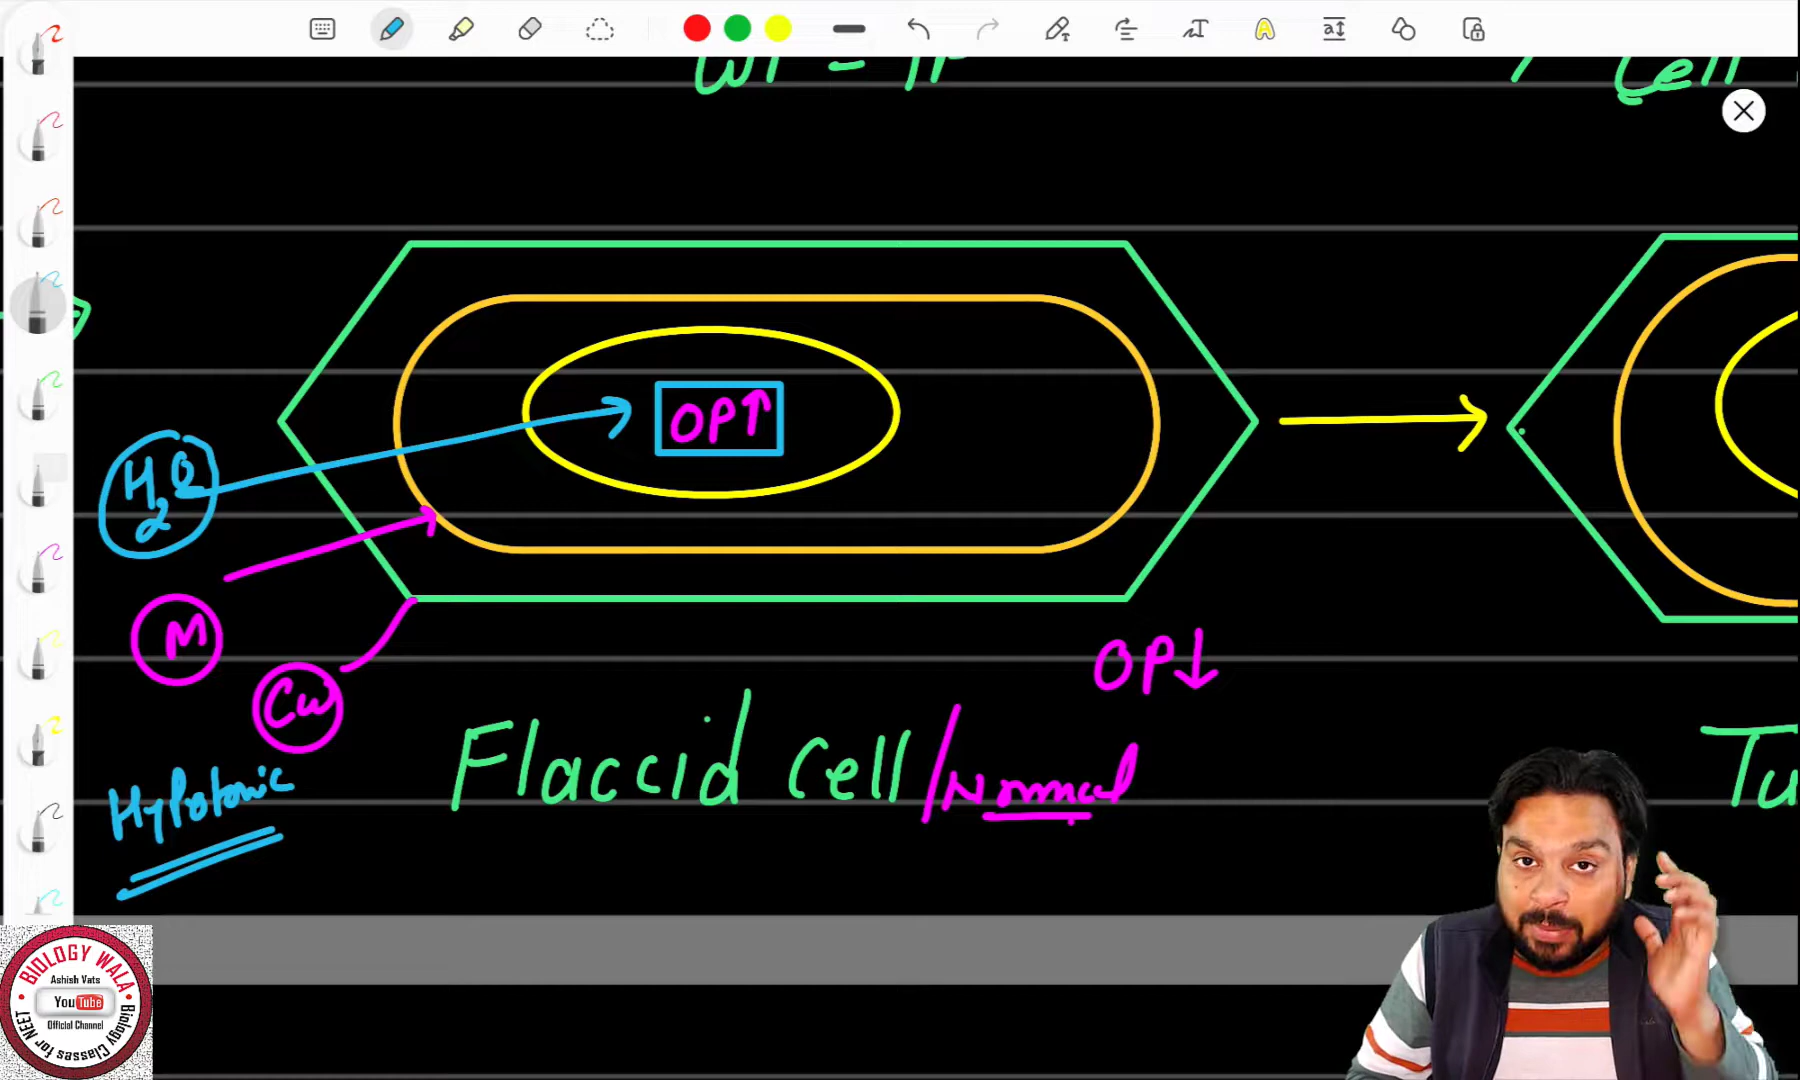 Cell
OP↑
H2O
M
Cw
OP↓
Flaccid Cell/Normal
Hypotonic
Tu
BIOLOGY WALA
Ashish Vats
YouTube
Official Channel
Biology Classes for NEET